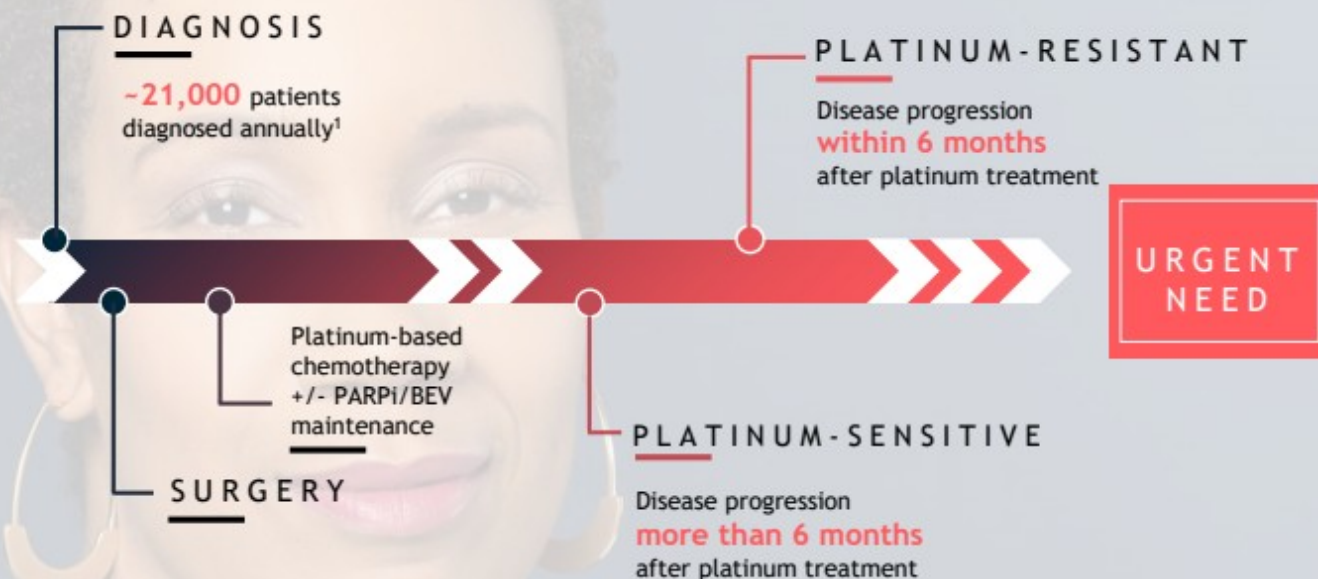 DIAGNOSIS
~21,000 patients
diagnosed annually¹
PLATINUM-RESISTANT
Disease progression
within 6 months
after platinum treatment
URGENT
NEED
Platinum-based
chemotherapy
+/- PARPi/BEV
maintenance
SURGERY
PLATINUM-SENSITIVE
Disease progression
more than 6 months
after platinum treatment